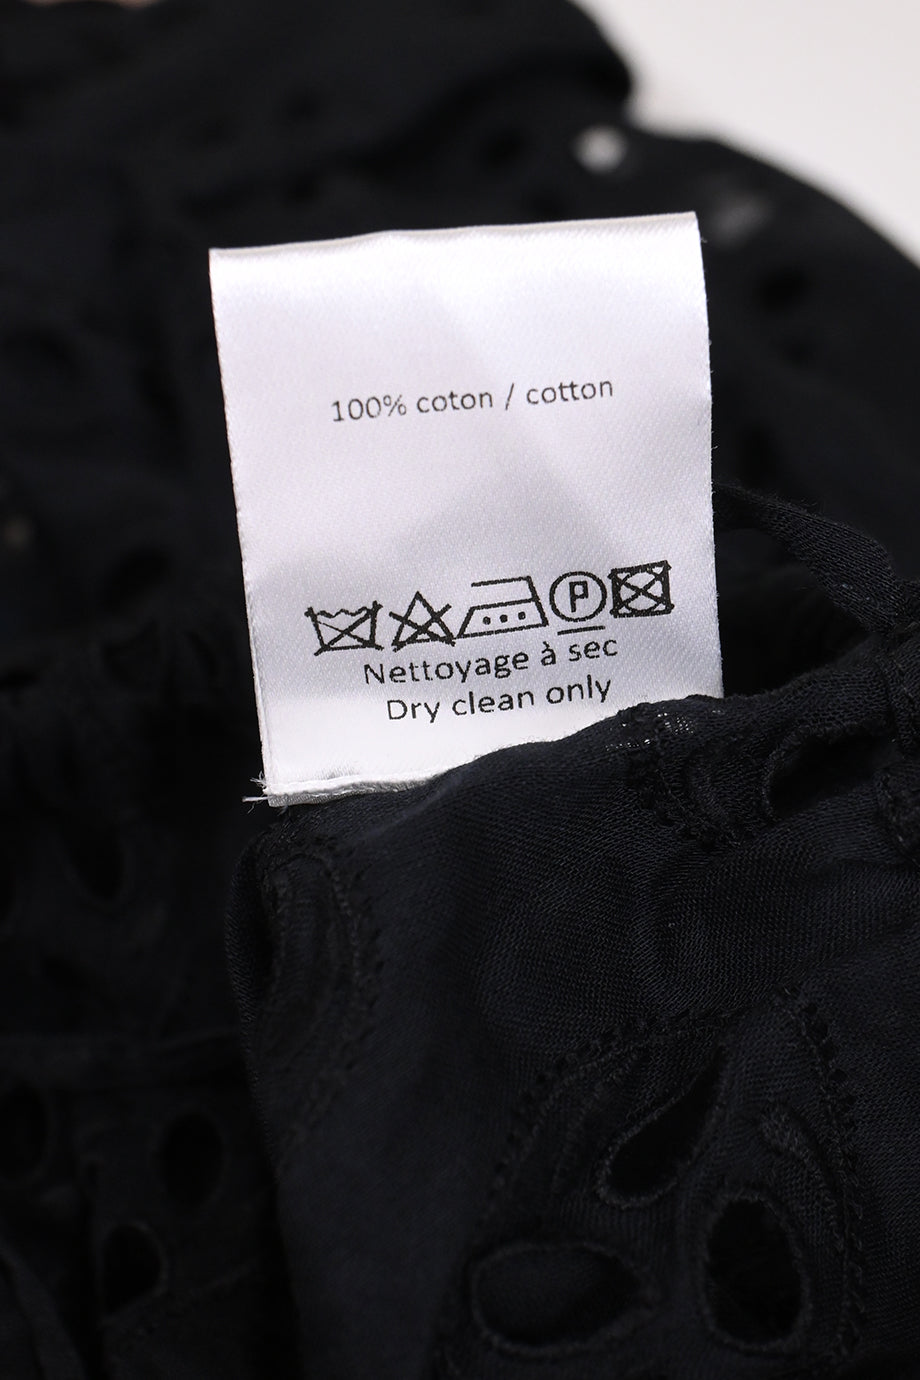 100% coton / cotton
P
Nettoyage à sec
Dry clean only